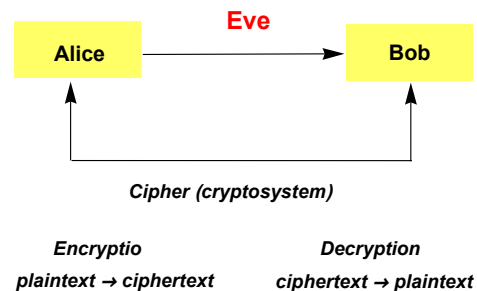 Eve
Alice Bob
Cipher (cryptosystem)
Encryptio Decryption
plaintext → ciphertext ciphertext → plaintext